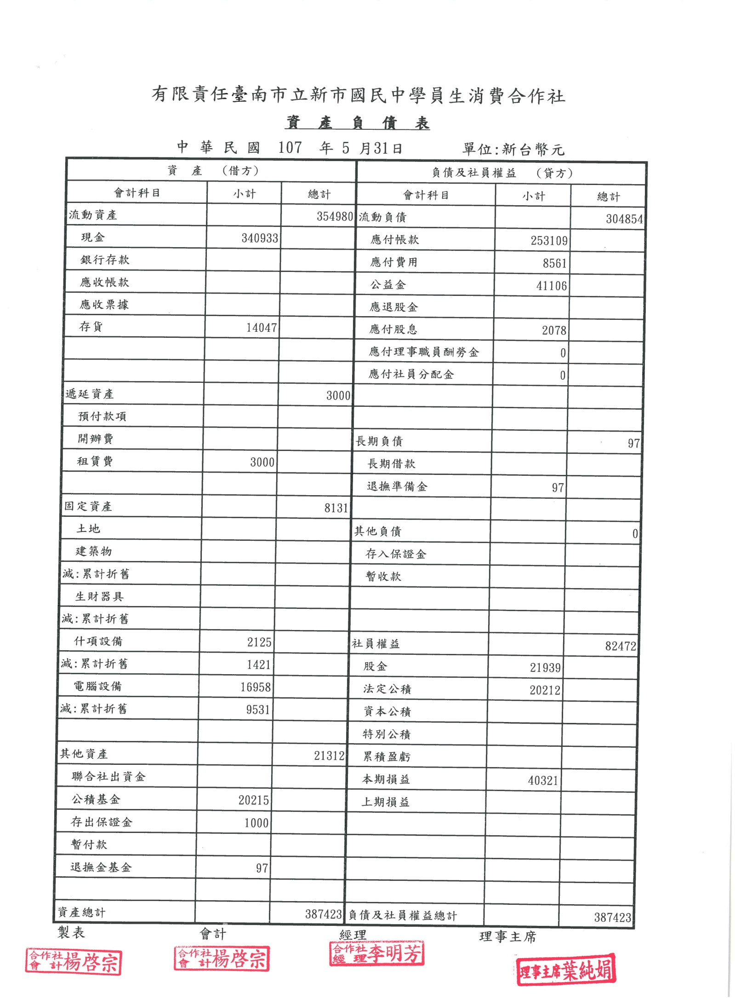 有限責任臺南市立新市國民中學員生消費合作社
資 產 負 債 表
中 華 民 國 107 年 5 月31日 單位:新台幣元
資 產 (借方) 負債及社員權益 (貸方)
會計科目 小計 總計 會計科目 小計 總計
流動資產 354980 流動負債 304854
現金 340933 應付帳款 253109
銀行存款 應付費用 8561
應收帳款 公益金 41106
應收票據 應退股金
存貨 14047 應付股息 2078
應付理事職員酬勞金 0
應付社員分配金 0
遞延資產 3000
預付款項
開辦費 長期負債 97
租賃費 3000 長期借款
退撫準備金 97
固定資產 8131
土地 其他負債 0
建築物 存入保證金
減:累計折舊 暫收款
生財器具
減:累計折舊
什項設備 2125 社員權益 82472
減:累計折舊 1421 股金 21939
電腦設備 16958 法定公積 20212
減:累計折舊 9531 資本公積
特別公積
其他資產 21312 累積盈虧
聯合社出資金 本期損益 40321
公積基金 20215 上期損益
存出保證金 1000
暫付款
退撫金基金 97
資產總計 387423 負債及社員權益總計 387423
製表 會計 經理 理事主席
合作社會計楊啓宗 合作社會計楊啓宗 合作社經理李明芳 理事主席葉純娟